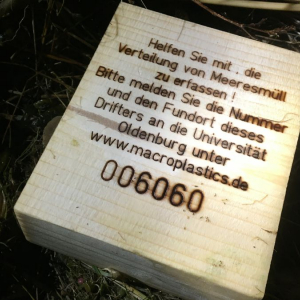 Helfen Sie mit, die
Verteilung von Meeresmüll
zu erfassen!
Bitte melden Sie die Nummer
und den Fundort dieses
Drifters an die Universität
Oldenburg unter
www.macroplastics.de
006060